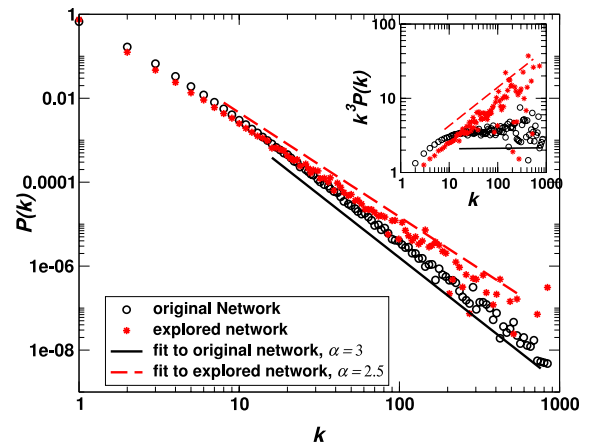 1
0.01
0.0001
1e-06
1e-08
P(k)
1
10
100
1000
k
100
10
1
k³P(k)
1
10
100
1000
k
original Network
explored network
fit to original network, α = 3
fit to explored network, α = 2.5